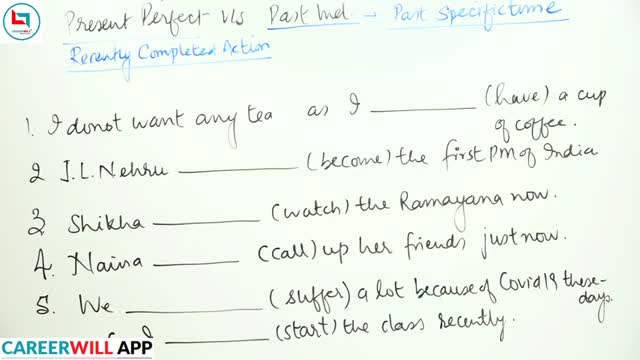 Present Perfect V/s Past Ind. → Past Specific time
Recently Completed Action
1. I donot want any tea as I ________ (have) a cup of coffee.
2 J.L.Nehru ________ (become) the first PM of India
3. Shikha ________ (watch) the Ramayana now.
4. Naina ________ (call) up her friends just now.
5. We ________ (suffer) a lot because of Covid19 these-days.
I ________ (start) the class recently.
CAREERWILL
CAREERWILL APP